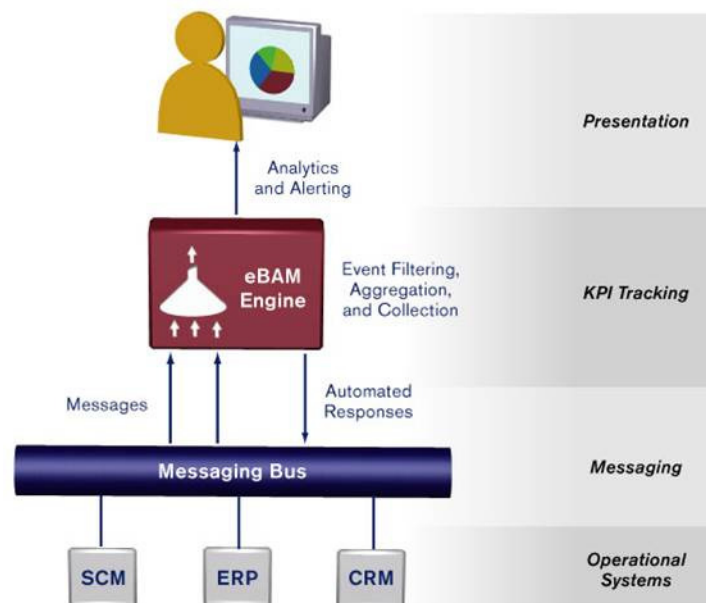 Presentation
Analytics
and Alerting
eBAM
Engine
Event Filtering,
Aggregation,
and Collection
KPI Tracking
Messages
Automated
Responses
Messaging Bus
Messaging
SCM
ERP
CRM
Operational
Systems